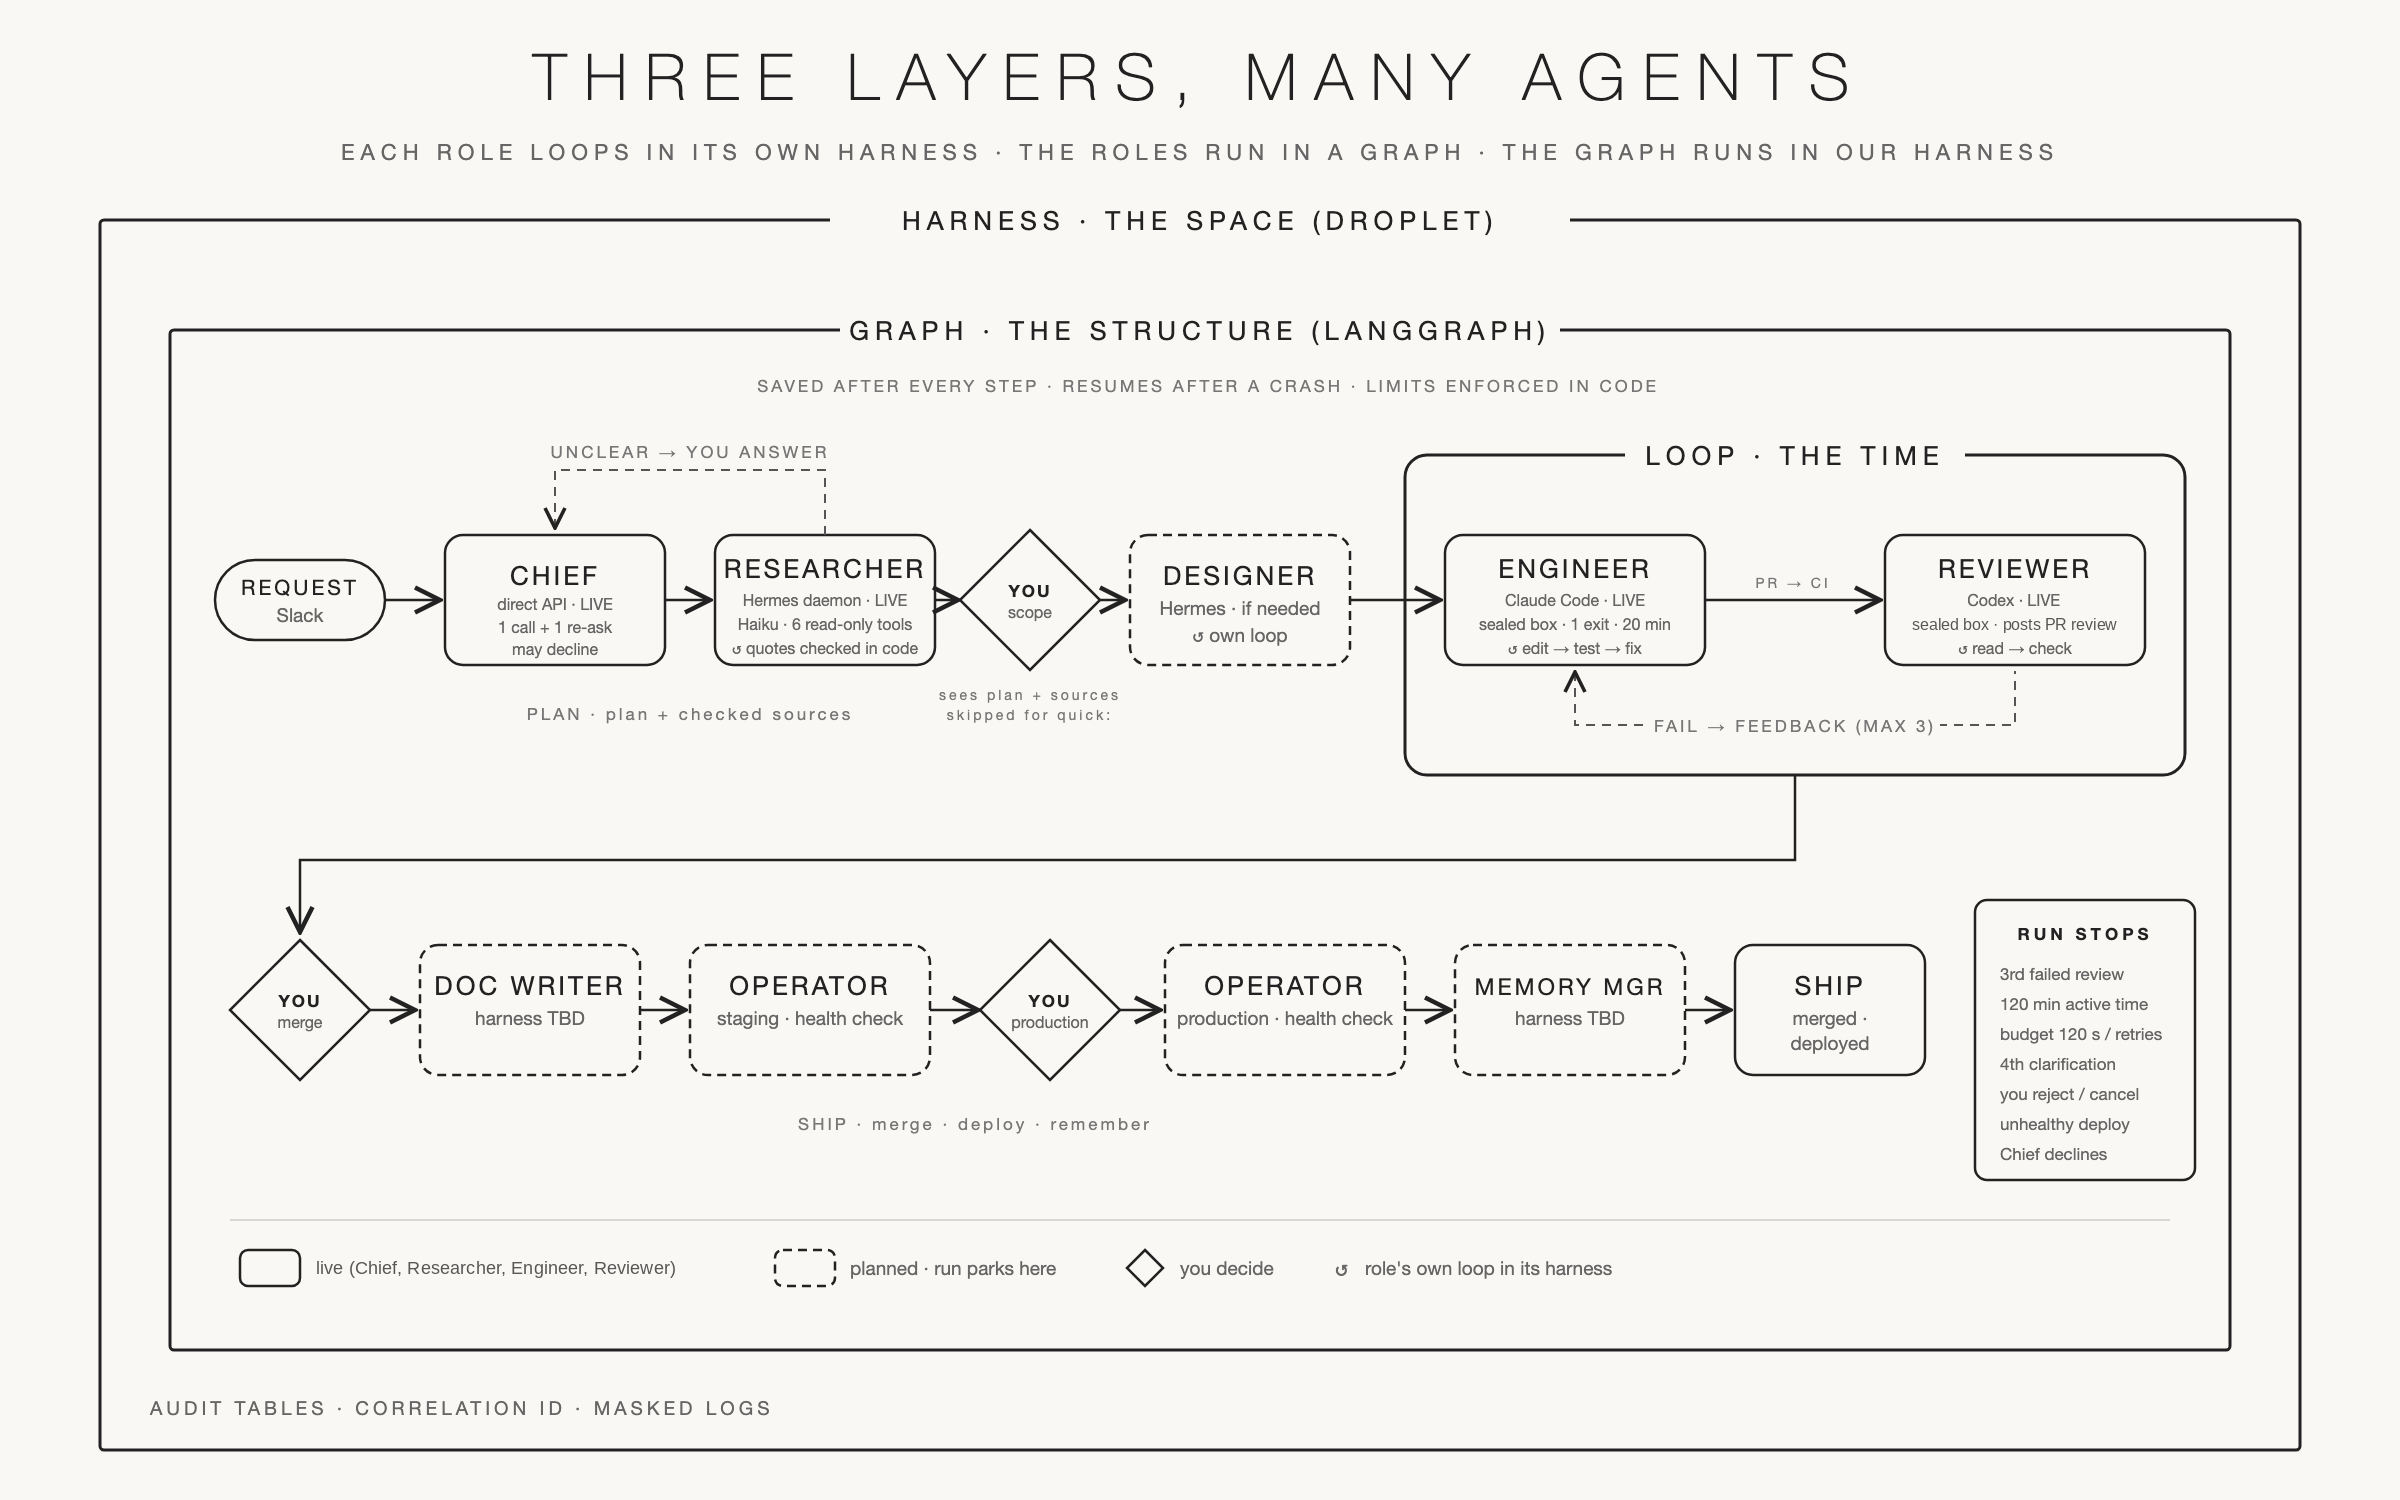 THREE LAYERS, MANY AGENTS
EACH ROLE LOOPS IN ITS OWN HARNESS · THE ROLES RUN IN A GRAPH · THE GRAPH RUNS IN OUR HARNESS
HARNESS · THE SPACE (DROPLET)
GRAPH · THE STRUCTURE (LANGGRAPH)
SAVED AFTER EVERY STEP · RESUMES AFTER A CRASH · LIMITS ENFORCED IN CODE
UNCLEAR → YOU ANSWER
LOOP · THE TIME
REQUEST
Slack
CHIEF
direct API · LIVE
1 call + 1 re-ask
may decline
RESEARCHER
Hermes daemon · LIVE
Haiku · 6 read-only tools
↺ quotes checked in code
YOU
scope
DESIGNER
Hermes · if needed
↺ own loop
ENGINEER
Claude Code · LIVE
sealed box · 1 exit · 20 min
↺ edit → test → fix
PR → CI
REVIEWER
Codex · LIVE
sealed box · posts PR review
↺ read → check
PLAN · plan + checked sources
sees plan + sources
skipped for quick:
FAIL → FEEDBACK (MAX 3)
YOU
merge
DOC WRITER
harness TBD
OPERATOR
staging · health check
YOU
production
OPERATOR
production · health check
MEMORY MGR
harness TBD
SHIP
merged ·
deployed
RUN STOPS
3rd failed review
120 min active time
budget 120 s / retries
4th clarification
you reject / cancel
unhealthy deploy
Chief declines
SHIP · merge · deploy · remember
live (Chief, Researcher, Engineer, Reviewer)
planned · run parks here
you decide
↺ role's own loop in its harness
AUDIT TABLES · CORRELATION ID · MASKED LOGS